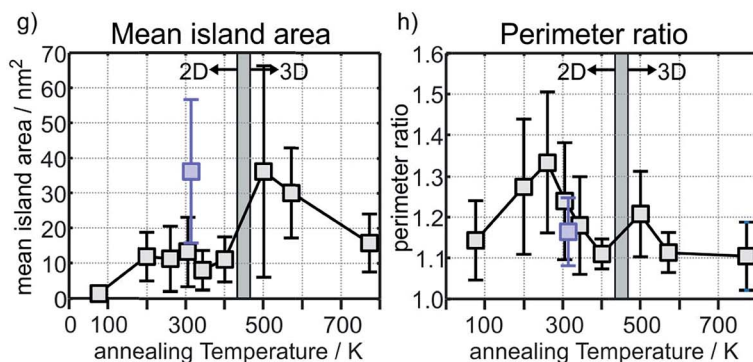 g) Mean island area
70
60
50
40
30
20
10
0
mean island area / nm²
2D 3D
0 100 300 500 700
annealing Temperature / K
h) Perimeter ratio
1.6
1.5
1.4
1.3
1.2
1.1
1.0
perimeter ratio
2D 3D
100 300 500 700
annealing Temperature / K